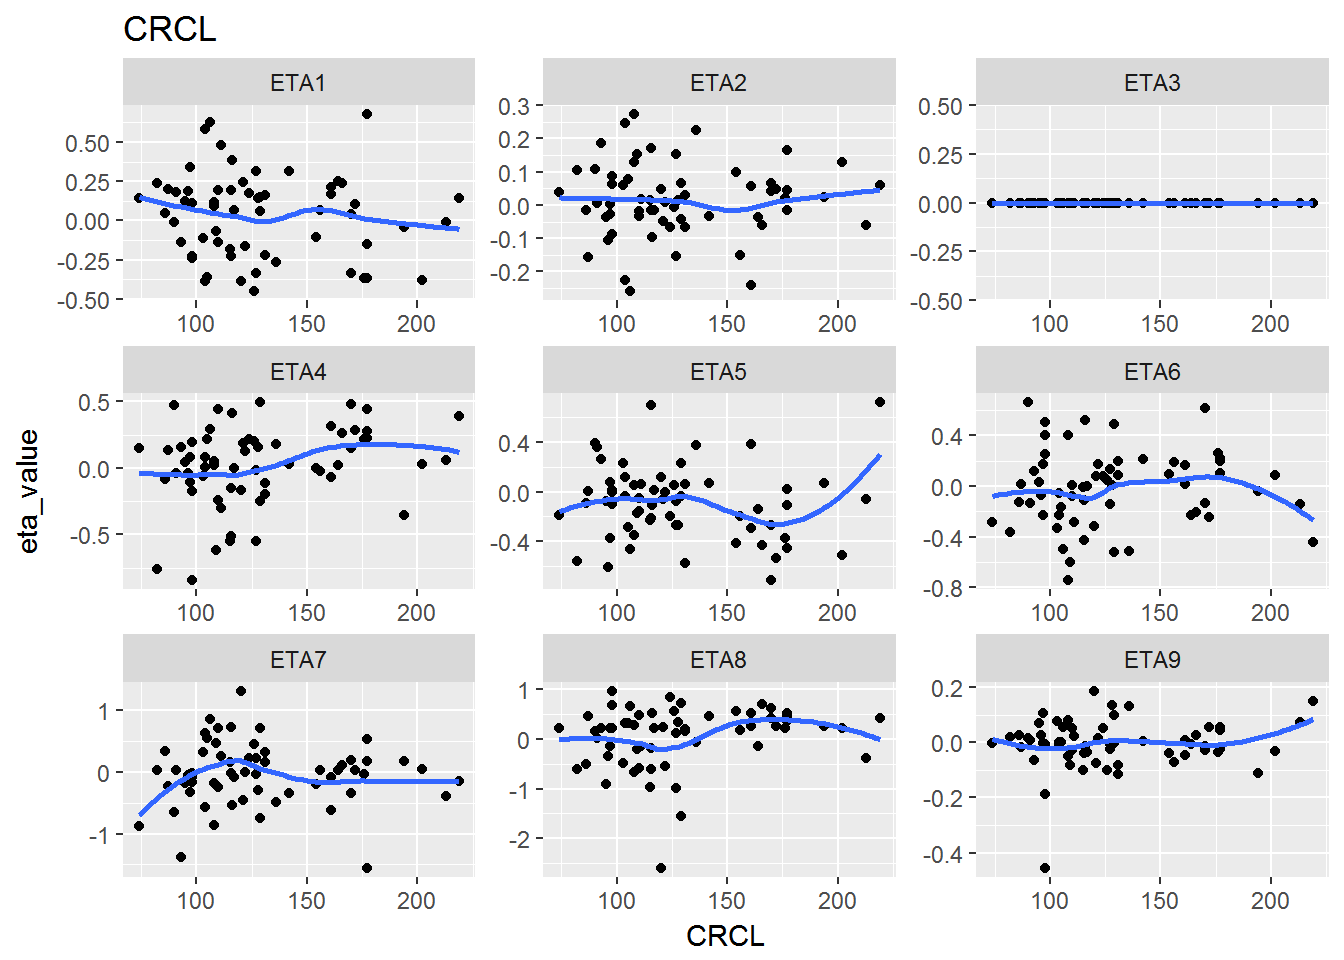 CRCL
ETA1 ETA2 ETA3
0.50 0.25 0.00 -0.25 -0.50
100 150 200
0.3 0.2 0.1 0.0 -0.1 -0.2
100 150 200
0.50 0.25 0.00 -0.25 -0.50
100 150 200
ETA4 ETA5 ETA6
0.5 0.0 -0.5
100 150 200
0.4 0.0 -0.4
100 150 200
0.4 0.0 -0.4 -0.8
100 150 200
ETA7 ETA8 ETA9
1 0 -1
100 150 200
1 0 -1 -2
100 150 200
0.2 0.0 -0.2 -0.4
100 150 200
eta_value
CRCL